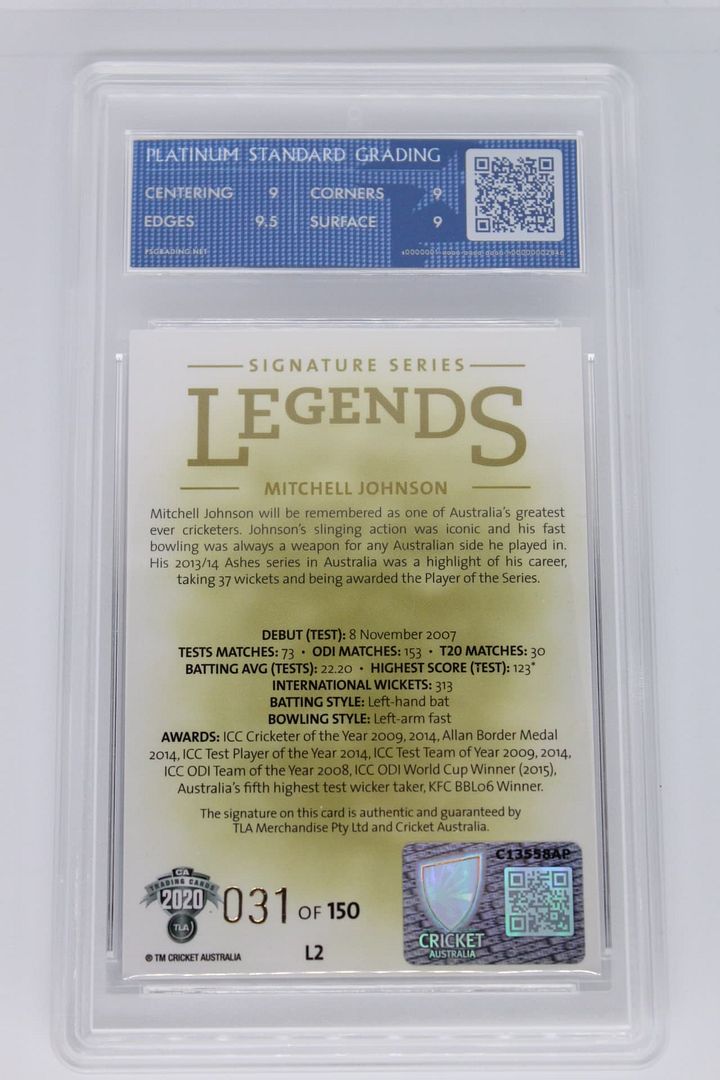 PLATINUM STANDARD GRADING
CENTERING 9 CORNERS 9
EDGES 9.5 SURFACE 9
PSGRADING.NET
SIGNATURE SERIES
LEGENDS
MITCHELL JOHNSON
Mitchell Johnson will be remembered as one of Australia's greatest
ever cricketers. Johnson's slinging action was iconic and his fast
bowling was always a weapon for any Australian side he played in.
His 2013/14 Ashes series in Australia was a highlight of his career,
taking 37 wickets and being awarded the Player of the Series.
DEBUT (TEST): 8 November 2007
TESTS MATCHES: 73 • ODI MATCHES: 153 • T20 MATCHES: 30
BATTING AVG (TESTS): 22.20 • HIGHEST SCORE (TEST): 123*
INTERNATIONAL WICKETS: 313
BATTING STYLE: Left-hand bat
BOWLING STYLE: Left-arm fast
AWARDS: ICC Cricketer of the Year 2009, 2014, Allan Border Medal
2014, ICC Test Player of the Year 2014, ICC Test Team of Year 2009, 2014,
ICC ODI Team of the Year 2008, ICC ODI World Cup Winner (2015),
Australia's fifth highest test wicker taker, KFC BBL06 Winner.
The signature on this card is authentic and guaranteed by
TLA Merchandise Pty Ltd and Cricket Australia.
C13558AP
CA
TRADING CARDS
2020
TLA
031 OF 150
CRICKET
AUSTRALIA
® TM CRICKET AUSTRALIA
L2